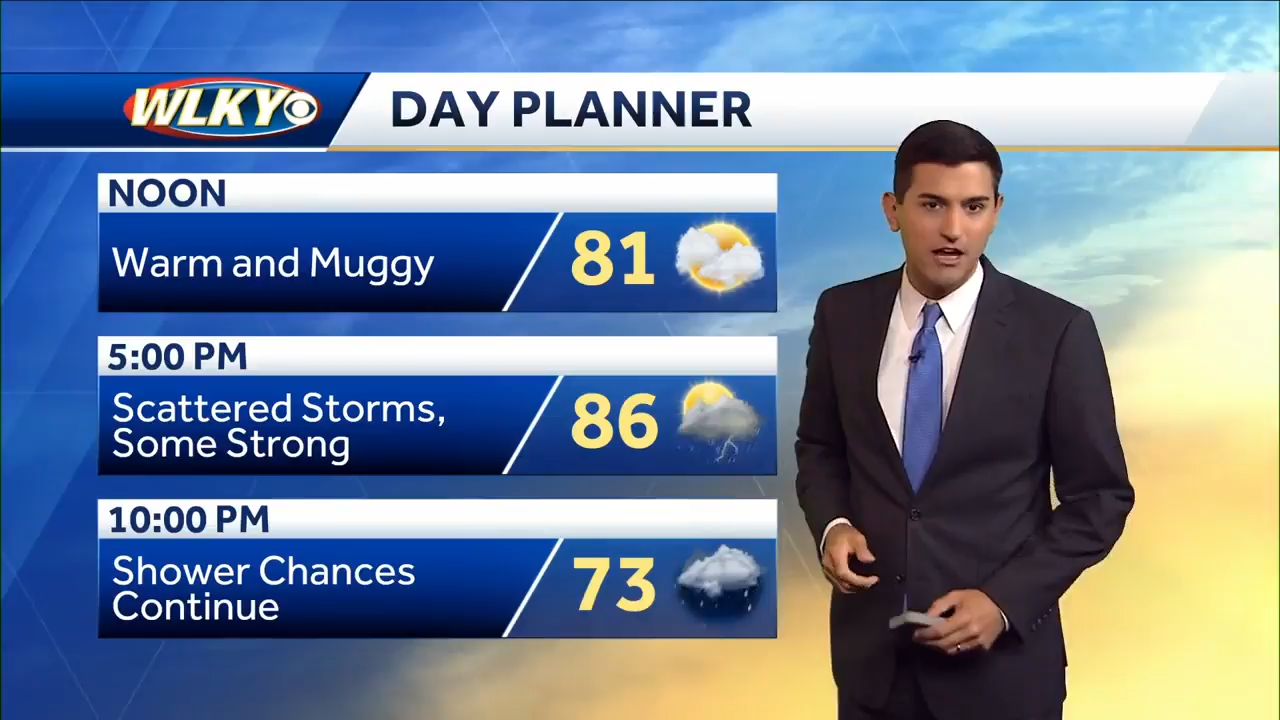 WLKY
DAY PLANNER
NOON
Warm and Muggy
81
5:00 PM
Scattered Storms,
Some Strong
86
10:00 PM
Shower Chances
Continue
73